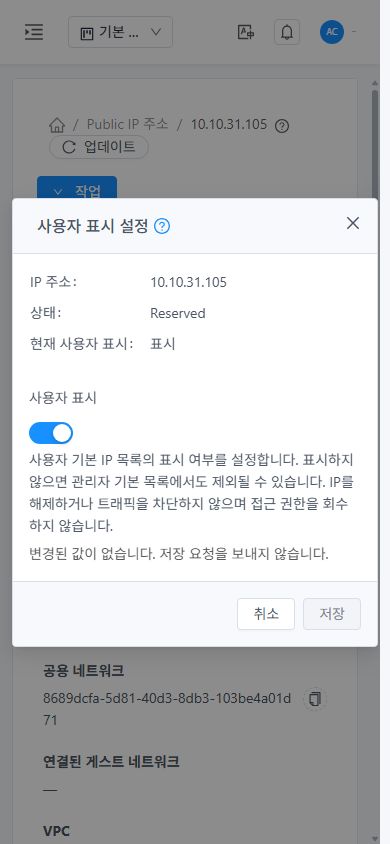 기본 ...
AC
Public IP 주소 / 10.10.31.105
업데이트
작업
사용자 표시 설정
IP 주소: 10.10.31.105
상태: Reserved
현재 사용자 표시: 표시
사용자 표시
사용자 기본 IP 목록의 표시 여부를 설정합니다. 표시하지
않으면 관리자 기본 목록에서도 제외될 수 있습니다. IP를
해제하거나 트래픽을 차단하지 않으며 접근 권한을 회수
하지 않습니다.
변경된 값이 없습니다. 저장 요청을 보내지 않습니다.
취소 저장
공용 네트워크
8689dcfa-5d81-40d3-8db3-103be4a01d
71
연결된 게스트 네트워크
—
VPC